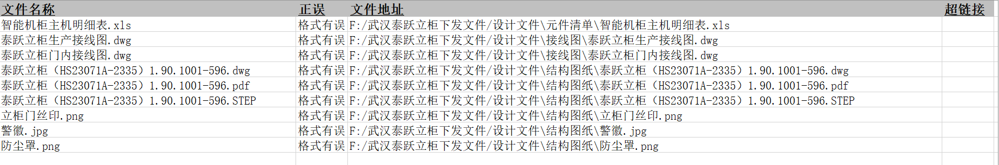 文件名称 正误 文件地址 超链接
智能机柜主机明细表.xls 格式有误 F:/武汉泰跃立柜下发文件/设计文件\元件清单\智能机柜主机明细表.xls
泰跃立柜生产接线图.dwg 格式有误 F:/武汉泰跃立柜下发文件/设计文件\接线图\泰跃立柜生产接线图.dwg
泰跃立柜门内接线图.dwg 格式有误 F:/武汉泰跃立柜下发文件/设计文件\接线图\泰跃立柜门内接线图.dwg
泰跃立柜（HS23071A-2335）1.90.1001-596.dwg 格式有误 F:/武汉泰跃立柜下发文件/设计文件\结构图纸\泰跃立柜（HS23071A-2335）1.90.1001-596.dwg
泰跃立柜（HS23071A-2335）1.90.1001-596.pdf 格式有误 F:/武汉泰跃立柜下发文件/设计文件\结构图纸\泰跃立柜（HS23071A-2335）1.90.1001-596.pdf
泰跃立柜（HS23071A-2335）1.90.1001-596.STEP 格式有误 F:/武汉泰跃立柜下发文件/设计文件\结构图纸\泰跃立柜（HS23071A-2335）1.90.1001-596.STEP
立柜门丝印.png 格式有误 F:/武汉泰跃立柜下发文件/设计文件\结构图纸\立柜门丝印.png
警徽.jpg 格式有误 F:/武汉泰跃立柜下发文件/设计文件\结构图纸\警徽.jpg
防尘罩.png 格式有误 F:/武汉泰跃立柜下发文件/设计文件\结构图纸\防尘罩.png